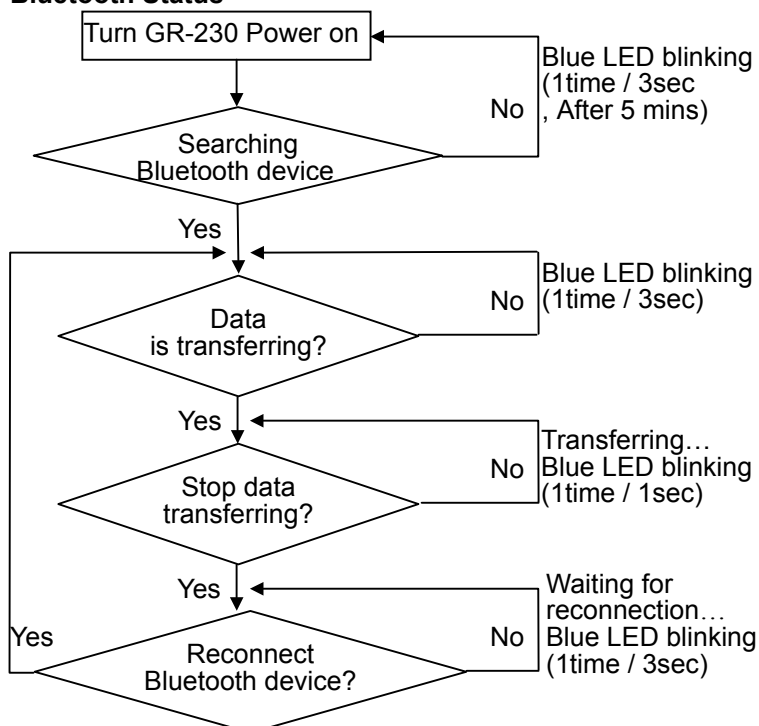 Bluetooth Status
Turn GR-230 Power on
Blue LED blinking
(1time / 3sec
, After 5 mins)
No
Searching
Bluetooth device
Yes
Blue LED blinking
(1time / 3sec)
No
Data
is transferring?
Yes
Transferring…
Blue LED blinking
(1time / 1sec)
No
Stop data
transferring?
Yes
Waiting for
reconnection…
Blue LED blinking
(1time / 3sec)
No
Yes
Reconnect
Bluetooth device?